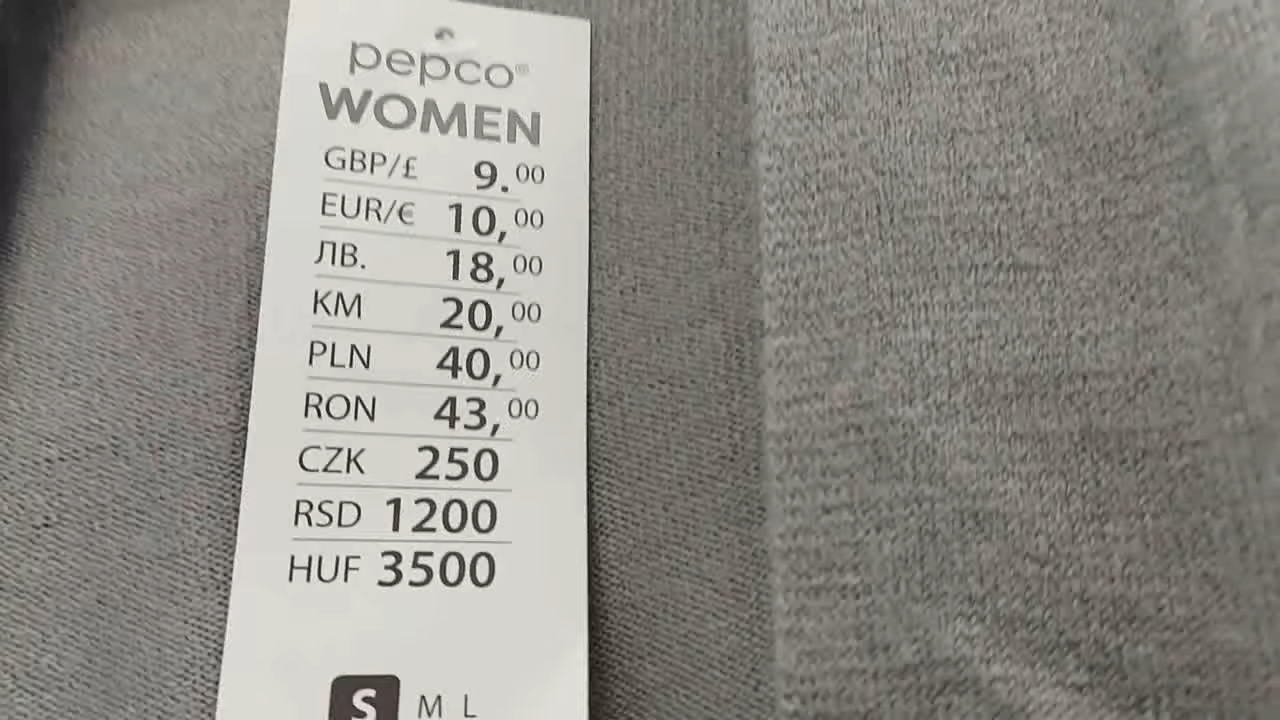 pepco®
WOMEN
GBP/£ 9.00
EUR/€ 10,00
ЛВ. 18,00
KM 20,00
PLN 40,00
RON 43,00
CZK 250
RSD 1200
HUF 3500
S M L